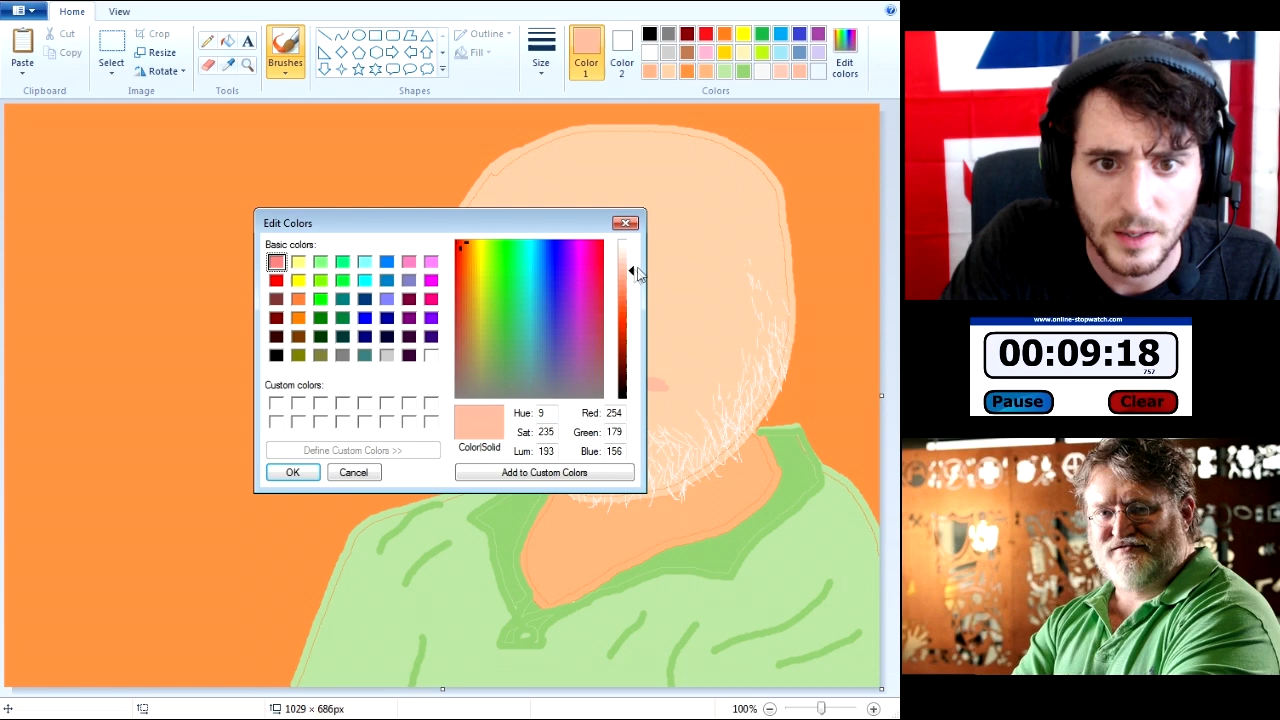 Home View
Cut
Copy
Paste
Clipboard
Select
Crop
Resize
Rotate
Image
A
Tools
Brushes
Outline
Fill
Shapes
Size
Color
1
Color
2
Edit
colors
Colors
Edit Colors
Basic colors:
Custom colors:
Define Custom Colors >>
OK Cancel
Color|Solid
Hue: 9 Red: 254
Sat: 235 Green: 179
Lum: 193 Blue: 156
Add to Custom Colors
www.online-stopwatch.com
00:09:18
757
Pause Clear
1029 × 686px
100%